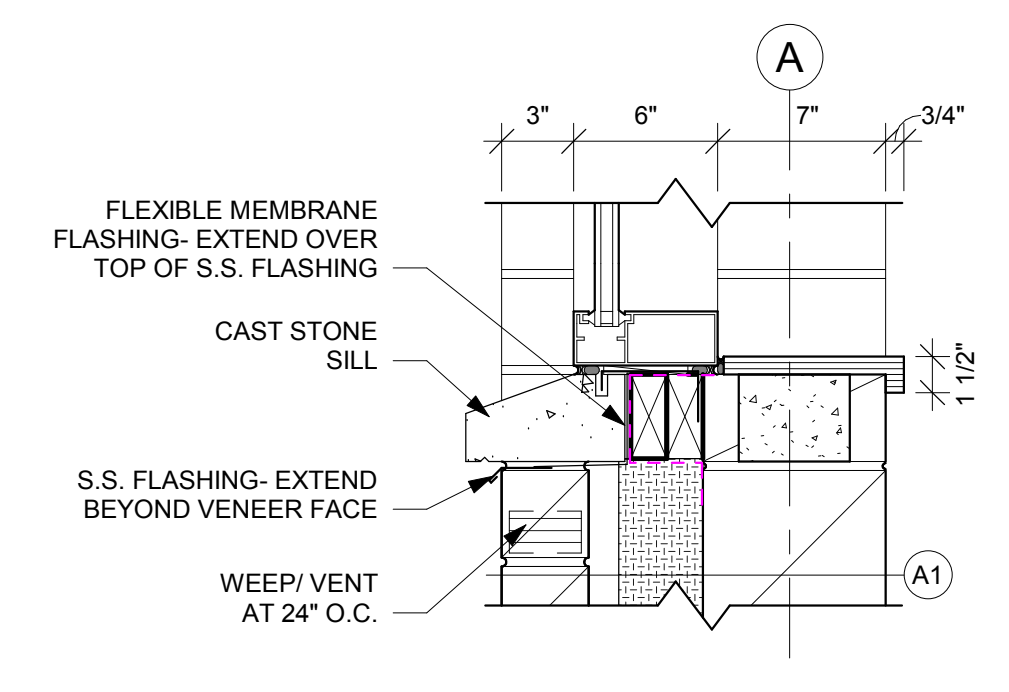 A
3" 6" 7" 3/4"
FLEXIBLE MEMBRANE
FLASHING- EXTEND OVER
TOP OF S.S. FLASHING
CAST STONE
SILL
1 1/2"
S.S. FLASHING- EXTEND
BEYOND VENEER FACE
A1
WEEP/ VENT
AT 24" O.C.